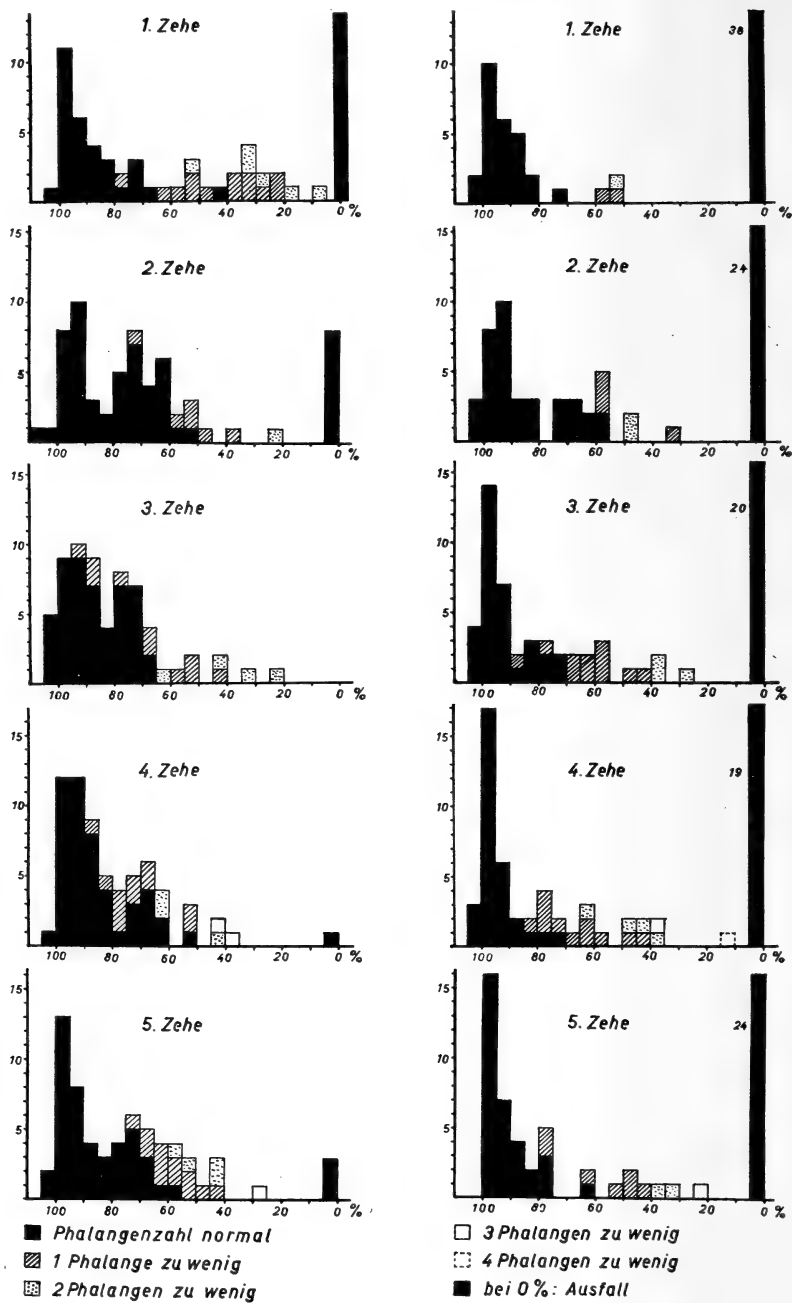 1. Zehe
10
5
100 80 60 40 20 0 %
1. Zehe
38
10
5
100 80 60 40 20 0 %
2. Zehe
15
10
5
100 80 60 40 20 0 %
2. Zehe
24
15
10
5
100 80 60 40 20 0 %
3. Zehe
15
10
5
100 80 60 40 20 0 %
3. Zehe
20
15
10
5
100 80 60 40 20 0 %
4. Zehe
15
10
5
100 80 60 40 20 0 %
4. Zehe
19
15
10
5
100 80 60 40 20 0 %
5. Zehe
15
10
5
100 80 60 40 20 0 %
5. Zehe
24
15
10
5
100 80 60 40 20 0 %
Phalangenzahl normal
1 Phalange zu wenig
2 Phalangen zu wenig
3 Phalangen zu wenig
4 Phalangen zu wenig
bei 0%: Ausfall